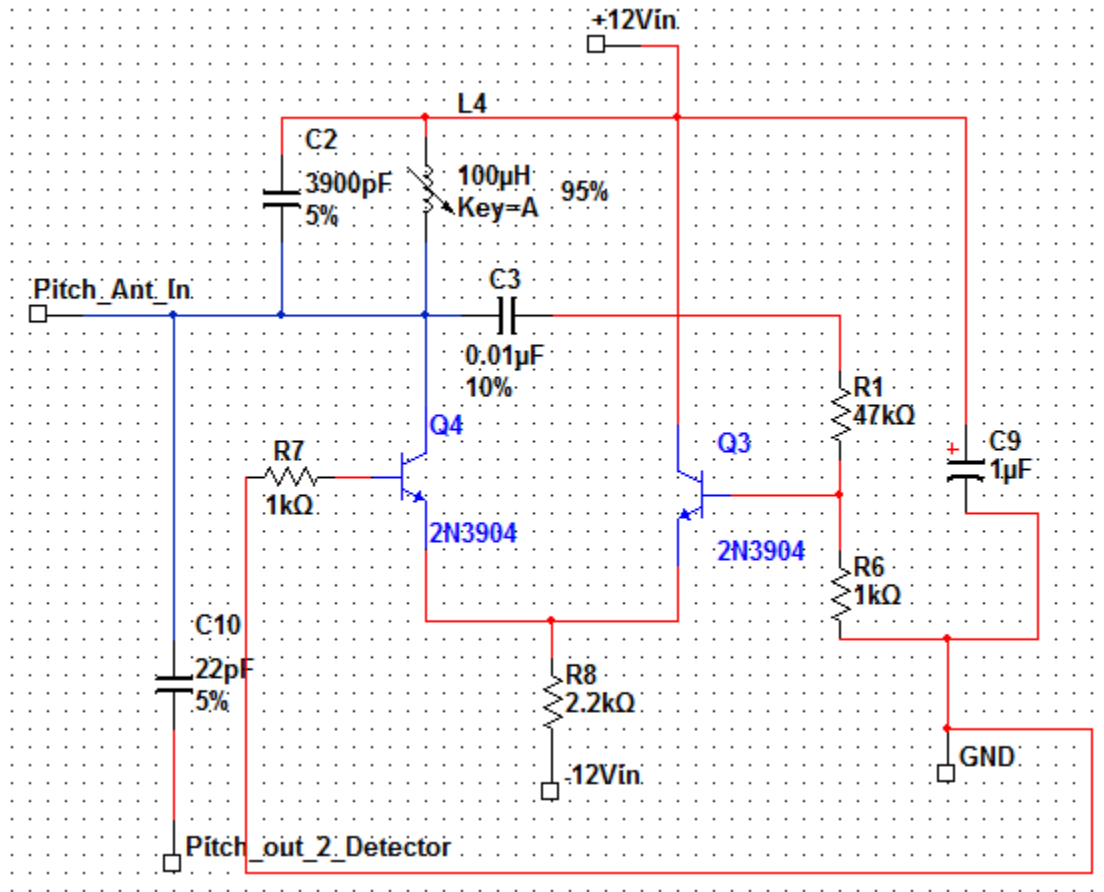 +12Vin
L4
C2
3900pF
5%
100µH
Key=A
95%
Pitch_Ant_In
C3
0.01µF
10%
R1
47kΩ
Q4
Q3
C9
+
1µF
R7
1kΩ
2N3904
2N3904
R6
1kΩ
C10
22pF
5%
R8
2.2kΩ
-12Vin
GND
Pitch_out_2_Detector